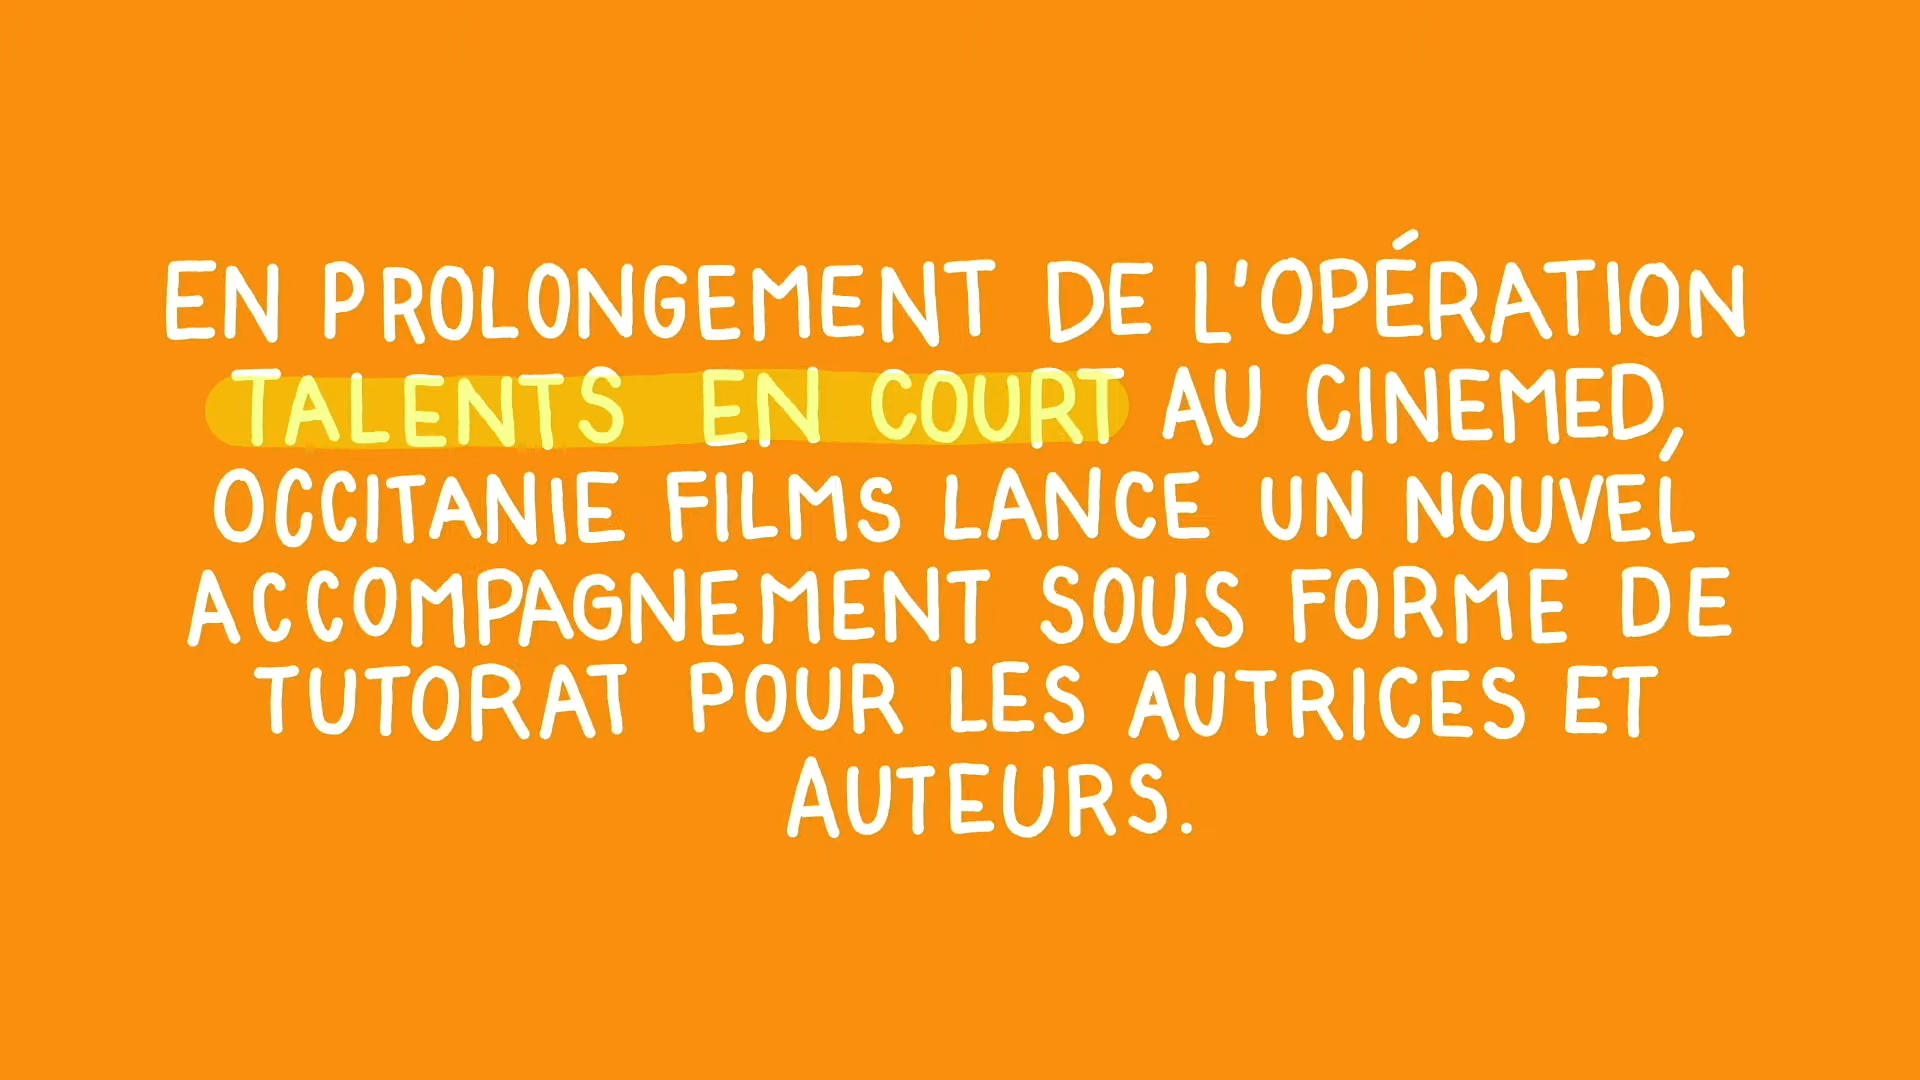 EN PROLONGEMENT DE L'OPÉRATION
TALENTS EN COURT AU CINEMED,
OCCITANIE FILMS LANCE UN NOUVEL
ACCOMPAGNEMENT SOUS FORME DE
TUTORAT POUR LES AUTRICES ET
AUTEURS.